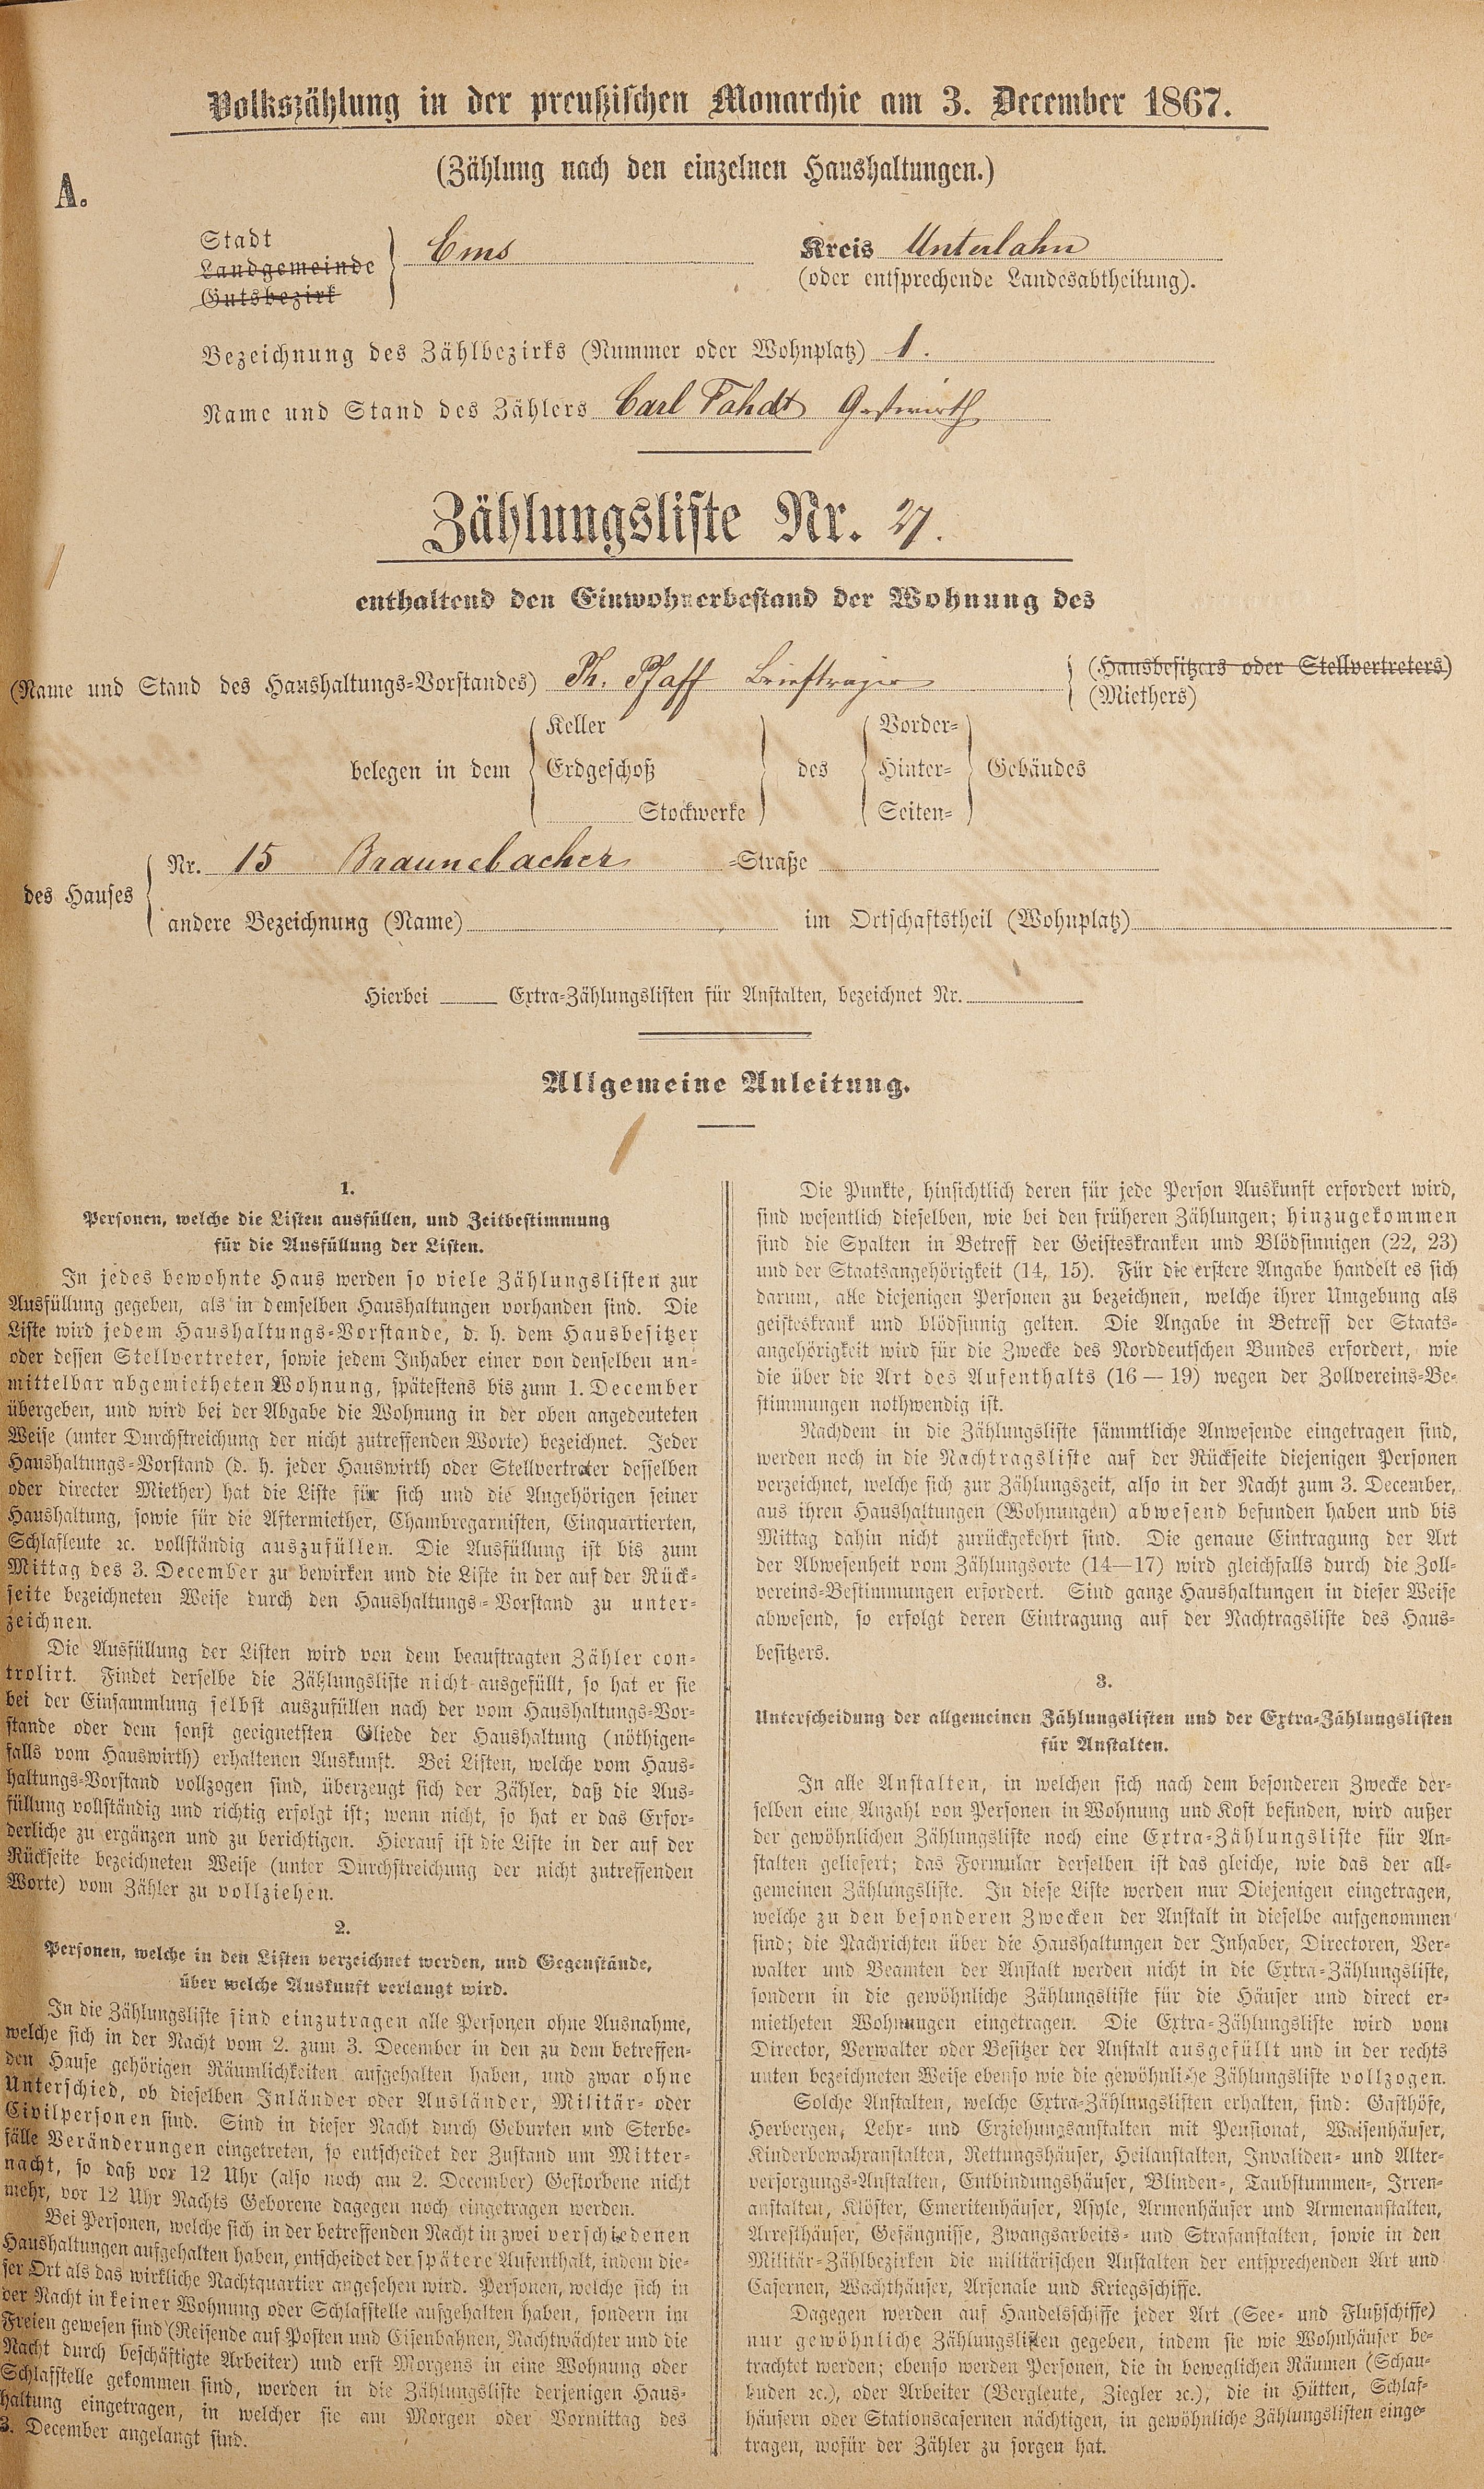 Volkszählung in der preußischen Monarchie am 3. December 1867.
(Zählung nach den einzelnen Haushaltungen.)
A.
Stadt
Landgemeinde
Gutsbezirk
Ems
Kreis Unterlahn
(oder entsprechende Landesabtheilung).
Bezeichnung des Zählbezirks (Nummer oder Wohnplatz) 1.
Name und Stand des Zählers Carl Fahdt Gastwirth
Zählungsliste Nr. 27.
enthaltend den Einwohnerbestand der Wohnung des
(Name und Stand des Haushaltungs-Vorstandes) Ph. Pfaff Briefträger
(Hausbesitzers oder Stellvertreters)
(Miethers)
Keller
Vorder-
belegen in dem Erdgeschoß des Hinter- Gebäudes
Stockwerke
Seiten-
des Hauses
Nr. 15 Braunebacher -Straße
andere Bezeichnung (Name) im Ortschaftstheil (Wohnplatz)
Hierbei Extra-Zählungslisten für Anstalten, bezeichnet Nr.
Allgemeine Anleitung.
1.
Personen, welche die Listen ausfüllen, und Zeitbestimmung
für die Ausfüllung der Listen.
In jedes bewohnte Haus werden so viele Zählungslisten zur
Ausfüllung gegeben, als in demselben Haushaltungen vorhanden sind. Die
Liste wird jedem Haushaltungs-Vorstande, d. h. dem Hausbesitzer
oder dessen Stellvertreter, sowie jedem Inhaber einer von denselben un-
mittelbar abgemietheten Wohnung, spätestens bis zum 1. December
übergeben, und wird bei der Abgabe die Wohnung in der oben angedeuteten
Weise (unter Durchstreichung der nicht zutreffenden Worte) bezeichnet. Jeder
Haushaltungs-Vorstand (d. h. jeder Hauswirth oder Stellvertreter desselben
oder directer Miether) hat die Liste für sich und die Angehörigen seiner
Haushaltung, sowie für die Aftermiether, Chambregarnisten, Einquartierten,
Schlafleute ꝛc. vollständig auszufüllen. Die Ausfüllung ist bis zum
Mittag des 3. December zu bewirken und die Liste in der auf der Rück-
seite bezeichneten Weise durch den Haushaltungs-Vorstand zu unter-
zeichnen.
Die Ausfüllung der Listen wird von dem beauftragten Zähler con-
trolirt. Findet derselbe die Zählungsliste nicht ausgefüllt, so hat er sie
bei der Einsammlung selbst auszufüllen nach der vom Haushaltungs-Vor-
stande oder dem sonst geeignetsten Gliede der Haushaltung (nöthigen-
falls vom Hauswirth) erhaltenen Auskunft. Bei Listen, welche vom Haus-
haltungs-Vorstand vollzogen sind, überzeugt sich der Zähler, daß die Aus-
füllung vollständig und richtig erfolgt ist; wenn nicht, so hat er das Erfor-
derliche zu ergänzen und zu berichtigen. Hierauf ist die Liste in der auf der
Rückseite bezeichneten Weise (unter Durchstreichung der nicht zutreffenden
Worte) vom Zähler zu vollziehen.
2.
Personen, welche in den Listen verzeichnet werden, und Gegenstände,
über welche Auskunft verlangt wird.
In die Zählungsliste sind einzutragen alle Personen ohne Ausnahme,
welche sich in der Nacht vom 2. zum 3. December in den zu dem betreffen-
den Hause gehörigen Räumlichkeiten aufgehalten haben, und zwar ohne
Unterschied, ob dieselben Inländer oder Ausländer, Militär- oder
Civilpersonen sind. Sind in dieser Nacht durch Geburten und Sterbe-
fälle Veränderungen eingetreten, so entscheidet der Zustand um Mitter-
nacht, so daß vor 12 Uhr (also noch am 2. December) Gestorbene nicht
mehr, vor 12 Uhr Nachts Geborene dagegen noch eingetragen werden.
Bei Personen, welche sich in der betreffenden Nacht in zwei verschiedenen
Haushaltungen aufgehalten haben, entscheidet der spätere Aufenthalt, indem die-
ser Ort als das wirkliche Nachtquartier angesehen wird. Personen, welche sich in
der Nacht in keiner Wohnung oder Schlafstelle aufgehalten haben, sondern im
Freien gewesen sind (Reisende auf Posten und Eisenbahnen, Nachtwächter und die
Nacht durch beschäftigte Arbeiter) und erst Morgens in eine Wohnung oder
Schlafstelle gekommen sind, werden in die Zählungsliste derjenigen Haus-
haltung eingetragen, in welcher sie am Morgen oder Vormittag des
3. December angelangt sind.
Die Punkte, hinsichtlich deren für jede Person Auskunft erfordert wird,
sind wesentlich dieselben, wie bei den früheren Zählungen; hinzugekommen
sind die Spalten in Betreff der Geisteskranken und Blödsinnigen (22, 23)
und der Staatsangehörigkeit (14, 15). Für die erstere Angabe handelt es sich
darum, alle diejenigen Personen zu bezeichnen, welche ihrer Umgebung als
geisteskrank und blödsinnig gelten. Die Angabe in Betreff der Staats-
angehörigkeit wird für die Zwecke des Norddeutschen Bundes erfordert, wie
die über die Art des Aufenthalts (16 — 19) wegen der Zollvereins-Be-
stimmungen nothwendig ist.
Nachdem in die Zählungsliste sämmtliche Anwesende eingetragen sind,
werden noch in die Nachtragsliste auf der Rückseite diejenigen Personen
verzeichnet, welche sich zur Zählungszeit, also in der Nacht zum 3. December,
aus ihren Haushaltungen (Wohnungen) abwesend befunden haben und bis
Mittag dahin nicht zurückgekehrt sind. Die genaue Eintragung der Art
der Abwesenheit vom Zählungsorte (14—17) wird gleichfalls durch die Zoll-
vereins-Bestimmungen erfordert. Sind ganze Haushaltungen in dieser Weise
abwesend, so erfolgt deren Eintragung auf der Nachtragsliste des Haus-
besitzers.
3.
Unterscheidung der allgemeinen Zählungslisten und der Extra-Zählungslisten
für Anstalten.
In alle Anstalten, in welchen sich nach dem besonderen Zwecke der-
selben eine Anzahl von Personen in Wohnung und Kost befinden, wird außer
der gewöhnlichen Zählungsliste noch eine Extra-Zählungsliste für An-
stalten geliefert; das Formular derselben ist das gleiche, wie das der all-
gemeinen Zählungsliste. In diese Liste werden nur Diejenigen eingetragen,
welche zu den besonderen Zwecken der Anstalt in dieselbe aufgenommen
sind; die Nachrichten über die Haushaltungen der Inhaber, Directoren, Ver-
walter und Beamten der Anstalt werden nicht in die Extra-Zählungsliste,
sondern in die gewöhnliche Zählungsliste für die Häuser und direct er-
mietheten Wohnungen eingetragen. Die Extra-Zählungsliste wird vom
Director, Verwalter oder Besitzer der Anstalt ausgefüllt und in der rechts
unten bezeichneten Weise ebenso wie die gewöhnliche Zählungsliste vollzogen.
Solche Anstalten, welche Extra-Zählungslisten erhalten, sind: Gasthöfe,
Herbergen, Lehr- und Erziehungsanstalten mit Pensionat, Waisenhäuser,
Kinderbewahranstalten, Rettungshäuser, Heilanstalten, Invaliden- und Alter-
versorgungs-Anstalten, Entbindungshäuser, Blinden-, Taubstummen-, Irren-
anstalten, Klöster, Emeritenhäuser, Asyle, Armenhäuser und Armenanstalten,
Arresthäuser, Gefängnisse, Zwangsarbeits- und Strafanstalten, sowie in den
Militär-Zählbezirken die militärischen Anstalten der entsprechenden Art und
Casernen, Wachthäuser, Arsenale und Kriegsschiffe.
Dagegen werden auf Handelsschiffe jeder Art (See- und Flußschiffe)
nur gewöhnliche Zählungslisten gegeben, indem sie wie Wohnhäuser be-
trachtet werden; ebenso werden Personen, die in beweglichen Räumen (Schau-
buden ꝛc.), oder Arbeiter (Bergleute, Ziegler ꝛc.), die in Hütten, Schlaf-
häusern oder Stationscasernen nächtigen, in gewöhnliche Zählungslisten einge-
tragen, wofür der Zähler zu sorgen hat.